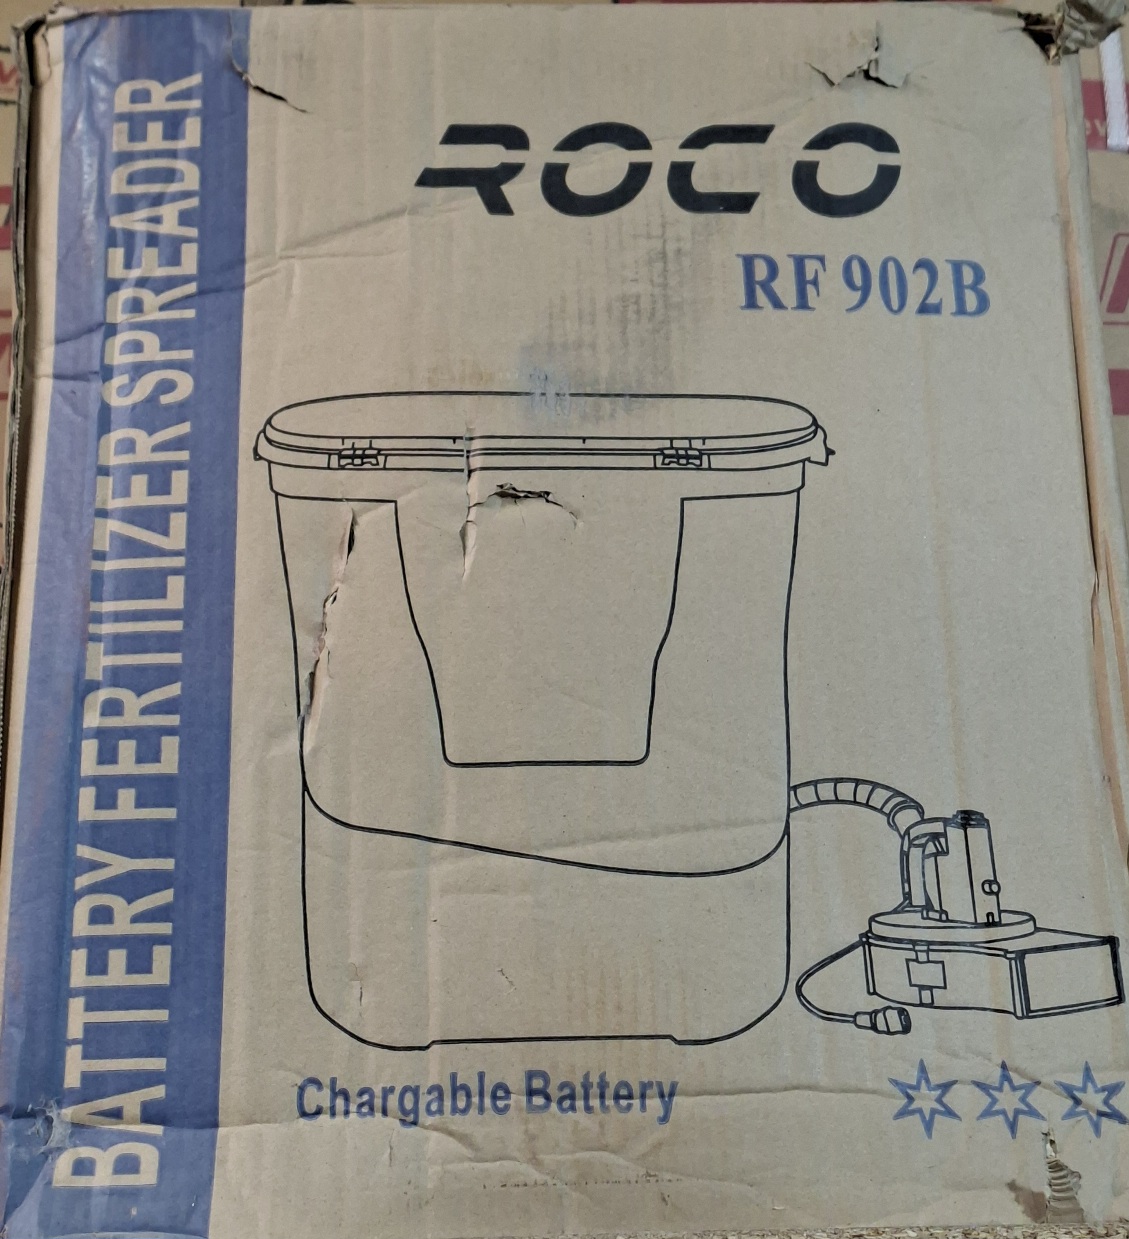 BATTERY FERTILIZER SPREADER
ROCO
RF 902B
Chargable Battery